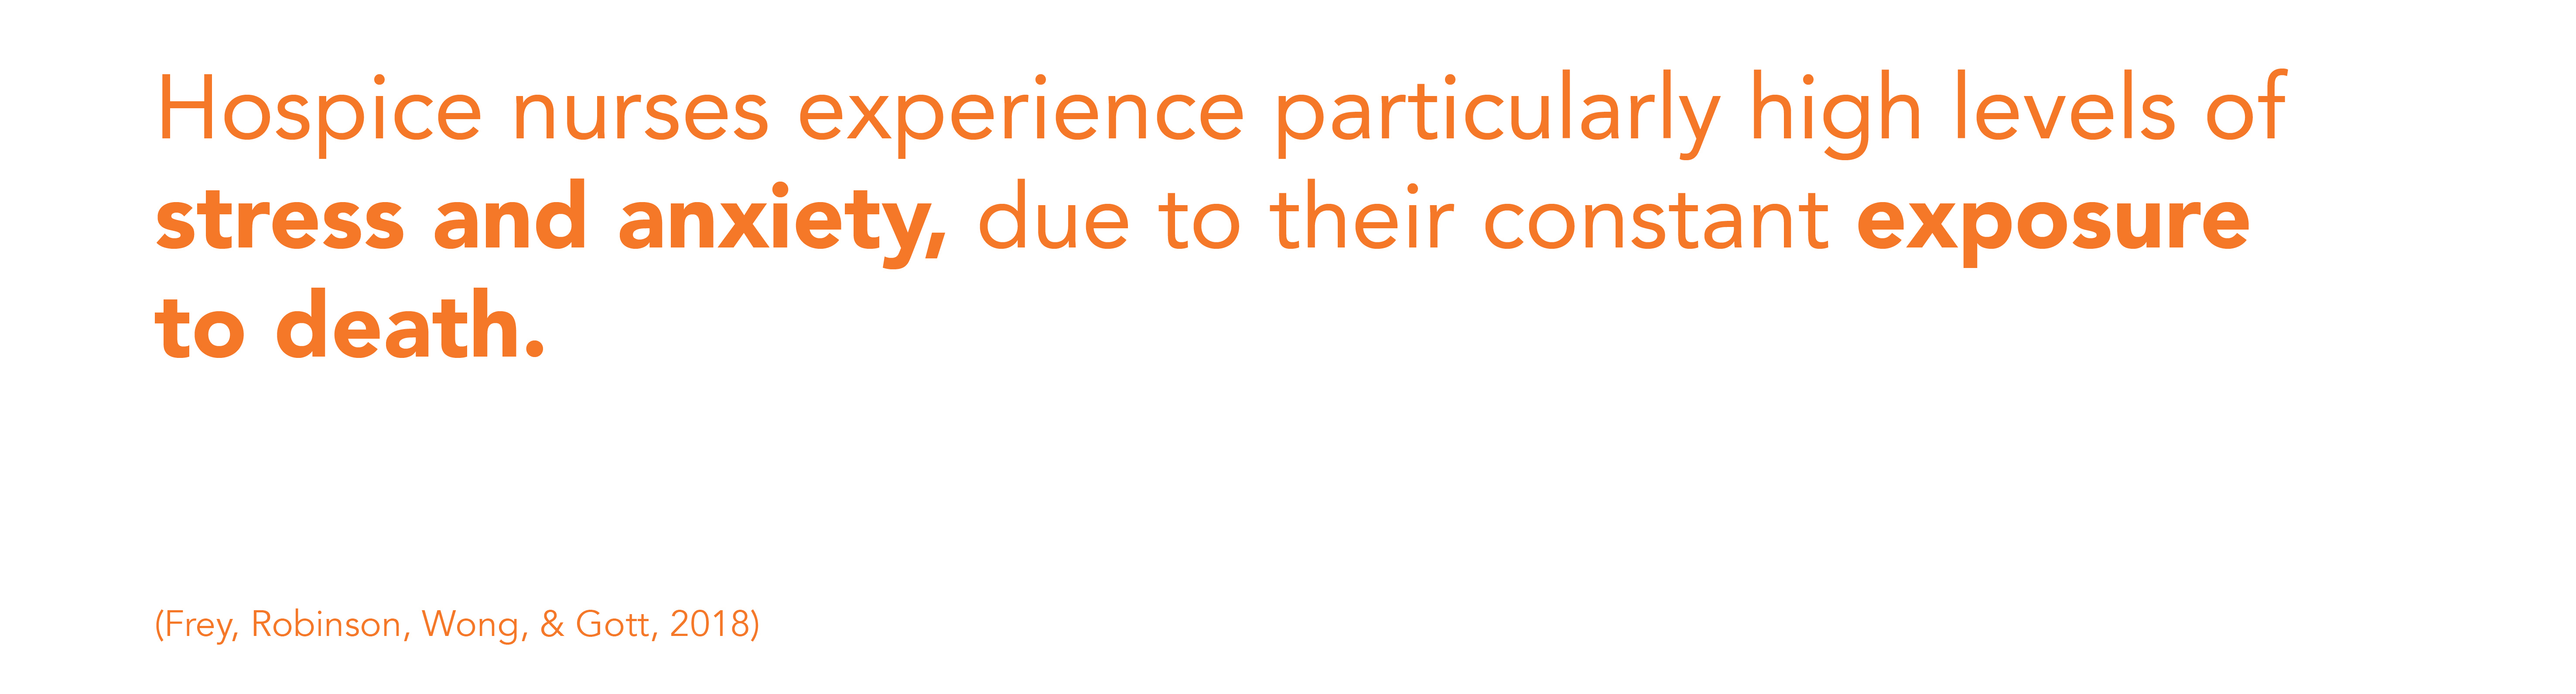 Hospice nurses experience particularly high levels of
stress and anxiety, due to their constant exposure
to death.
(Frey, Robinson, Wong, & Gott, 2018)